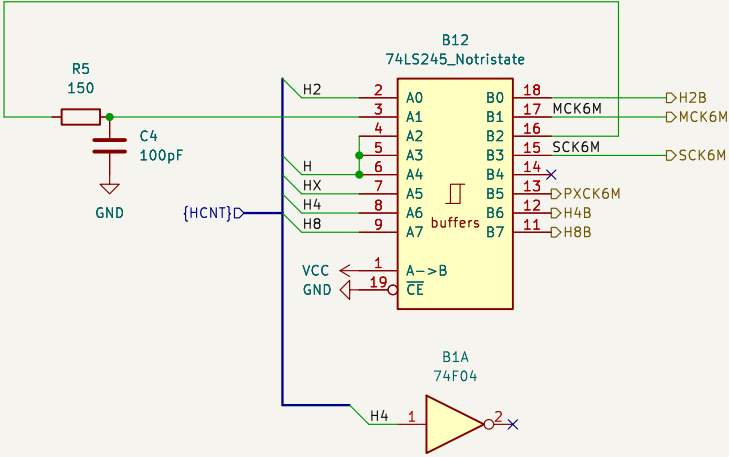 B12
74LS245_Notristate
R5
150
C4
100pF
GND
H2 2 A0 B0 18 H2B
3 A1 B1 17 MCK6M MCK6M
4 A2 B2 16
5 A3 B3 15 SCK6M SCK6M
H 6 A4 B4 14
HX 7 A5 B5 13 PXCK6M
H4 8 A6 B6 12 H4B
H8 9 A7 B7 11 H8B
buffers
{HCNT}
VCC 1 A->B
GND 19 CE
B1A
74F04
H4 1 2